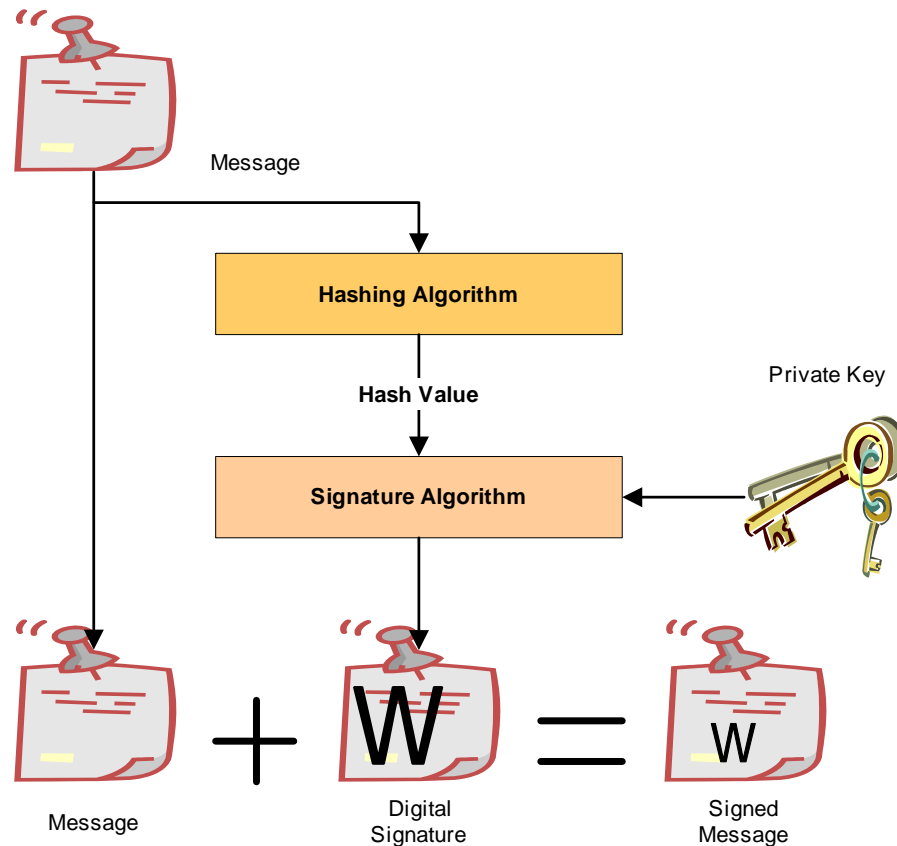 Message
Hashing Algorithm
Hash Value
Private Key
Signature Algorithm
W
W
Message
Digital
Signature
Signed
Message